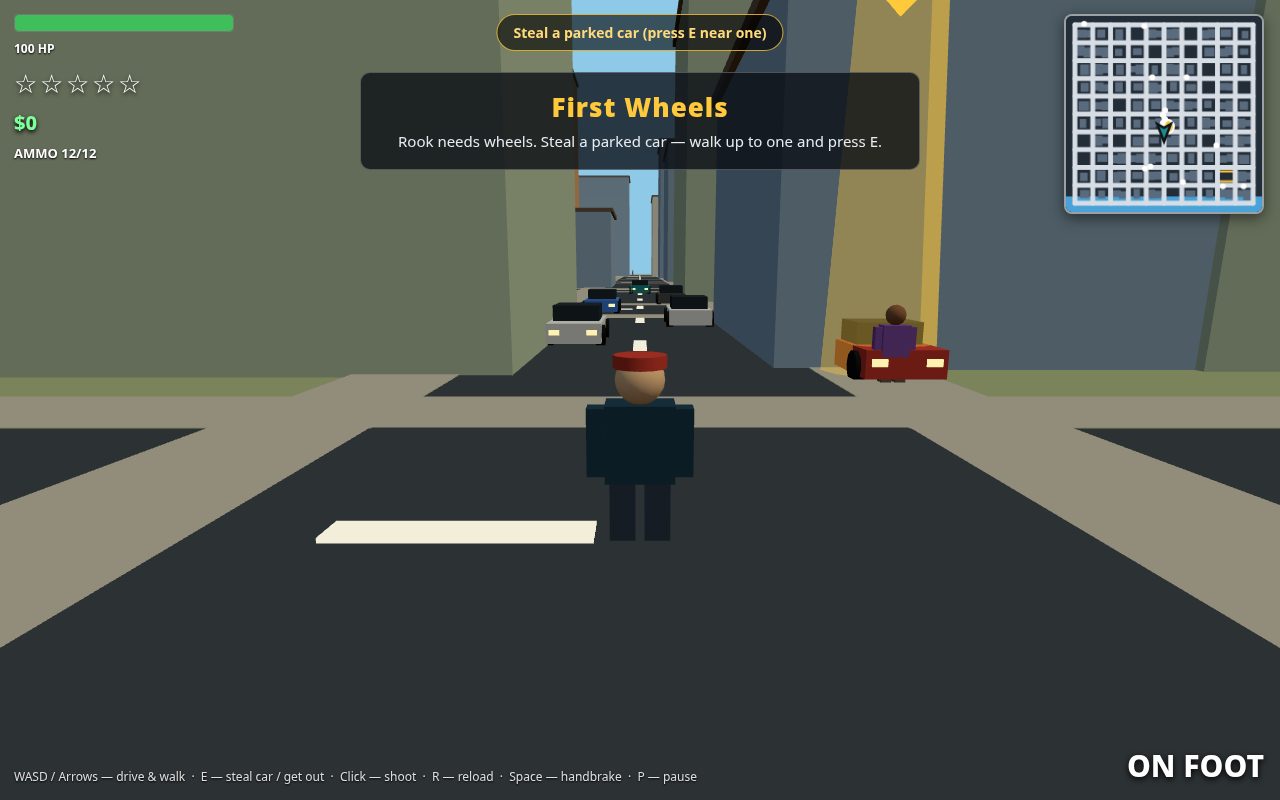 Steal a parked car (press E near one)
100 HP
First Wheels
☆☆☆☆☆
$0
Rook needs wheels. Steal a parked car — walk up to one and press E.
AMMO 12/12
WASD / Arrows — drive & walk · E — steal car / get out · Click — shoot · R — reload · Space — handbrake · P — pause
ON FOOT